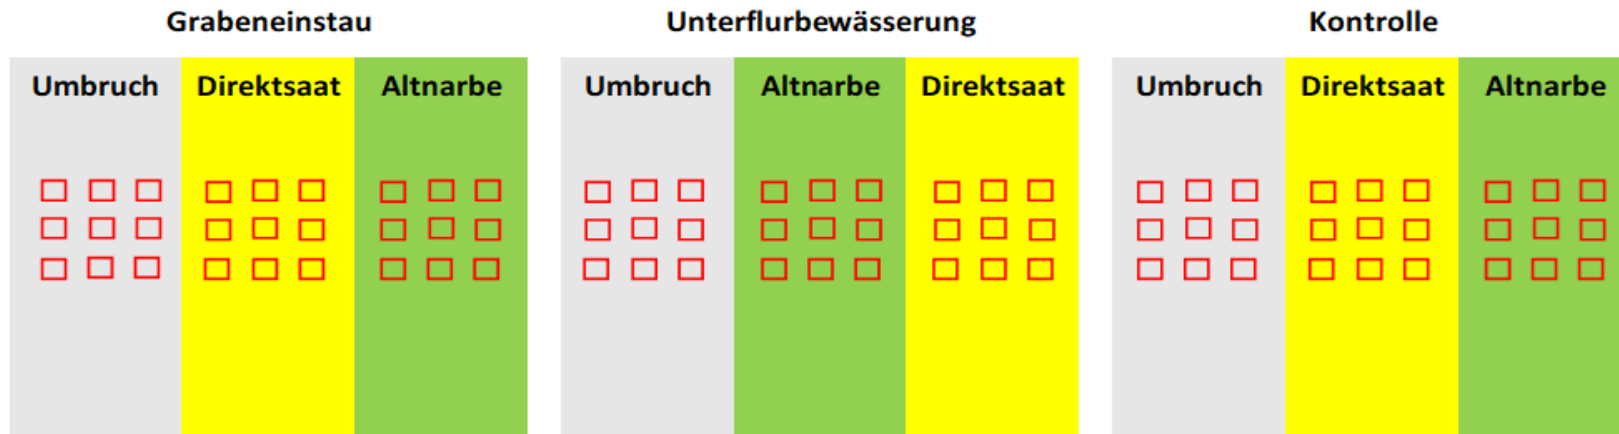 Grabeneinstau Unterflurbewässerung Kontrolle
Umbruch Direktsaat Altnarbe Umbruch Altnarbe Direktsaat Umbruch Direktsaat Altnarbe